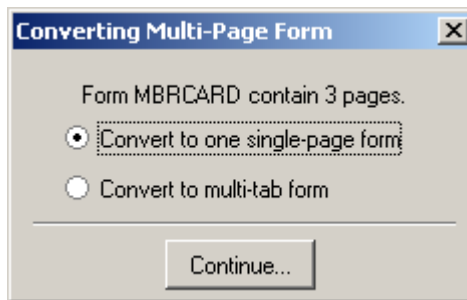 Converting Multi-Page Form
Form MBRCARD contain 3 pages.
Convert to one single-page form
Convert to multi-tab form
Continue...